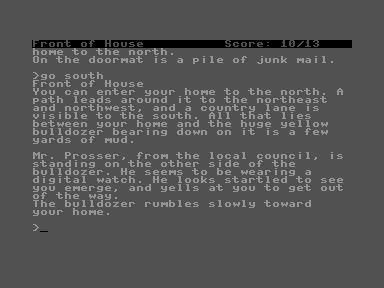 Front of House          Score: 10/13
home to the north.
On the doormat is a pile of junk mail.
>go south
Front of House
You can enter your home to the north. A
path leads around it to the northeast
and northwest, and a country lane is
visible to the south. All that lies
between your home and the huge yellow
bulldozer bearing down on it is a few
yards of mud.
Mr. Prosser, from the local council, is
standing on the other side of the
bulldozer. He seems to be wearing a
digital watch. He looks startled to see
you emerge, and yells at you to get out
of the way.
The bulldozer rumbles slowly toward
your home.
>_